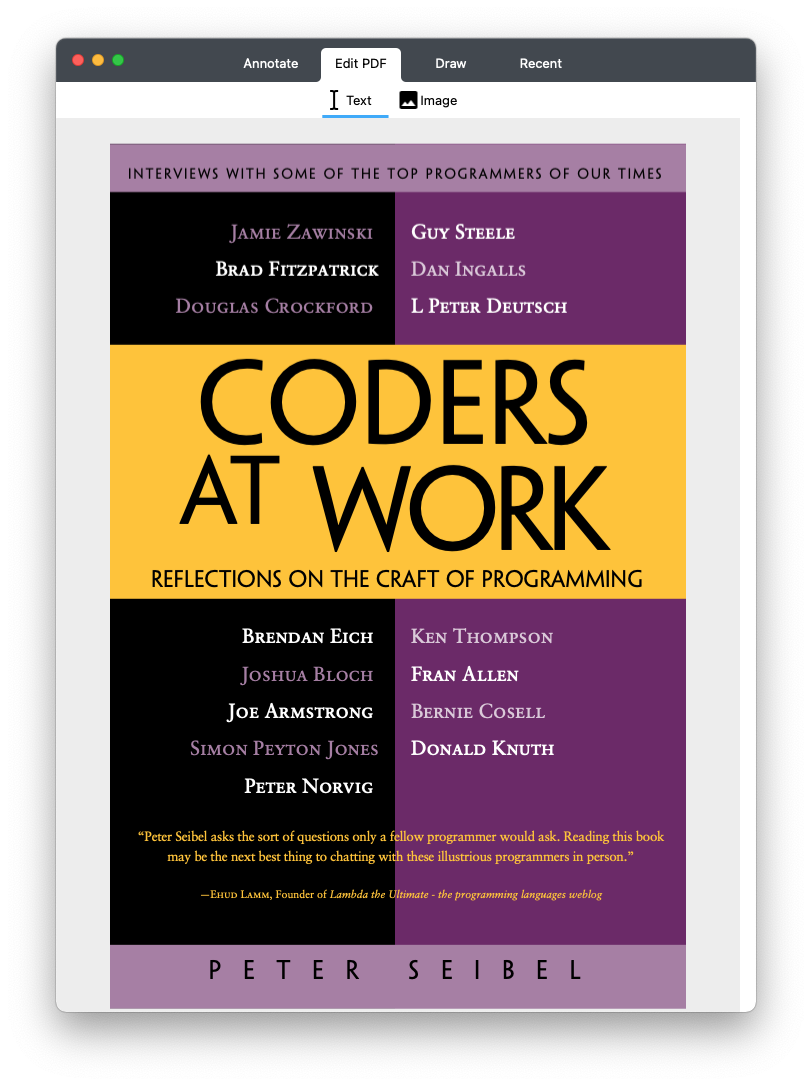 Annotate Edit PDF Draw Recent
Text Image
INTERVIEWS WITH SOME OF THE TOP PROGRAMMERS OF OUR TIMES
Jamie Zawinski
Brad Fitzpatrick
Douglas Crockford
Guy Steele
Dan Ingalls
L Peter Deutsch
CODERS
AT WORK
REFLECTIONS ON THE CRAFT OF PROGRAMMING
Brendan Eich
Joshua Bloch
Joe Armstrong
Simon Peyton Jones
Peter Norvig
Ken Thompson
Fran Allen
Bernie Cosell
Donald Knuth
“Peter Seibel asks the sort of questions only a fellow programmer would ask. Reading this book
may be the next best thing to chatting with these illustrious programmers in person.”
—Ehud Lamm, Founder of Lambda the Ultimate - the programming languages weblog
PETER SEIBEL